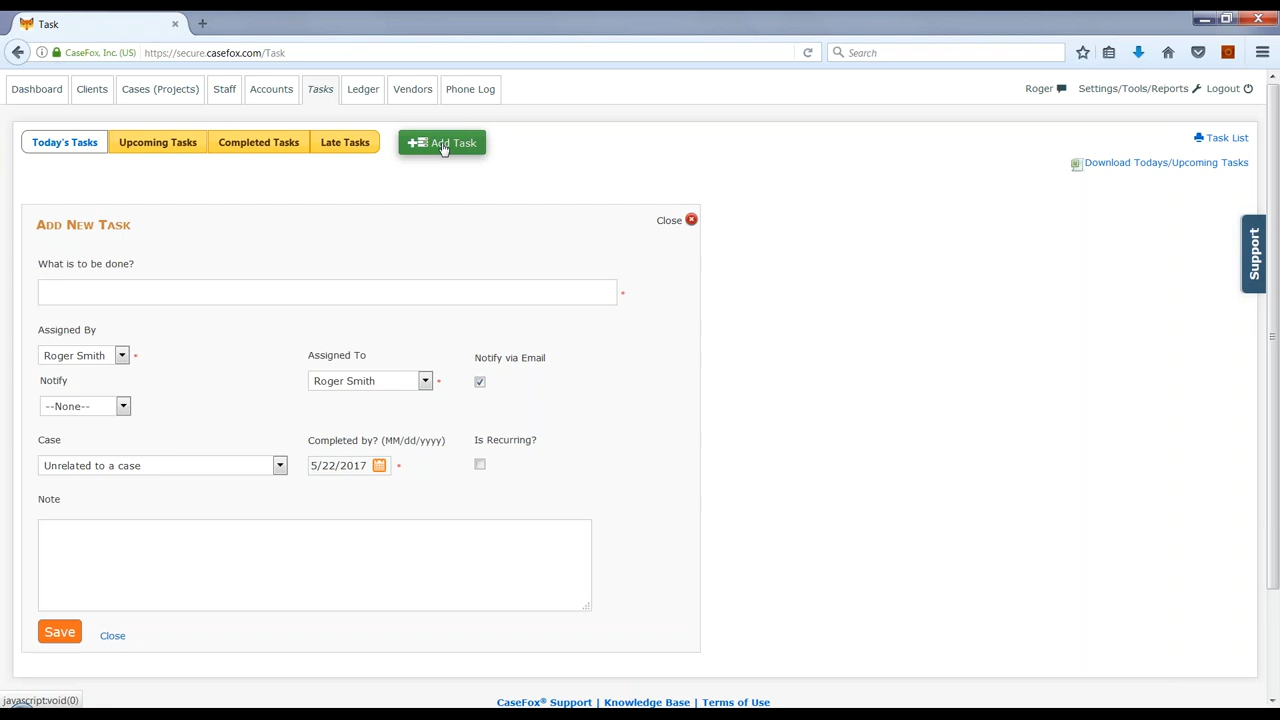 Task
CaseFox, Inc. (US) https://secure.casefox.com/Task Search
Dashboard Clients Cases (Projects) Staff Accounts Tasks Ledger Vendors Phone Log Roger Settings/Tools/Reports Logout
Today's Tasks Upcoming Tasks Completed Tasks Late Tasks Add Task Task List
Download Todays/Upcoming Tasks
Add New Task Close
Support
What is to be done?
*
Assigned By
Roger Smith * Assigned To Notify via Email
Notify Roger Smith *
--None--
Case Completed by? (MM/dd/yyyy) Is Recurring?
Unrelated to a case 5/22/2017 *
Note
Save Close
javascript:void(0)
CaseFox® Support | Knowledge Base | Terms of Use